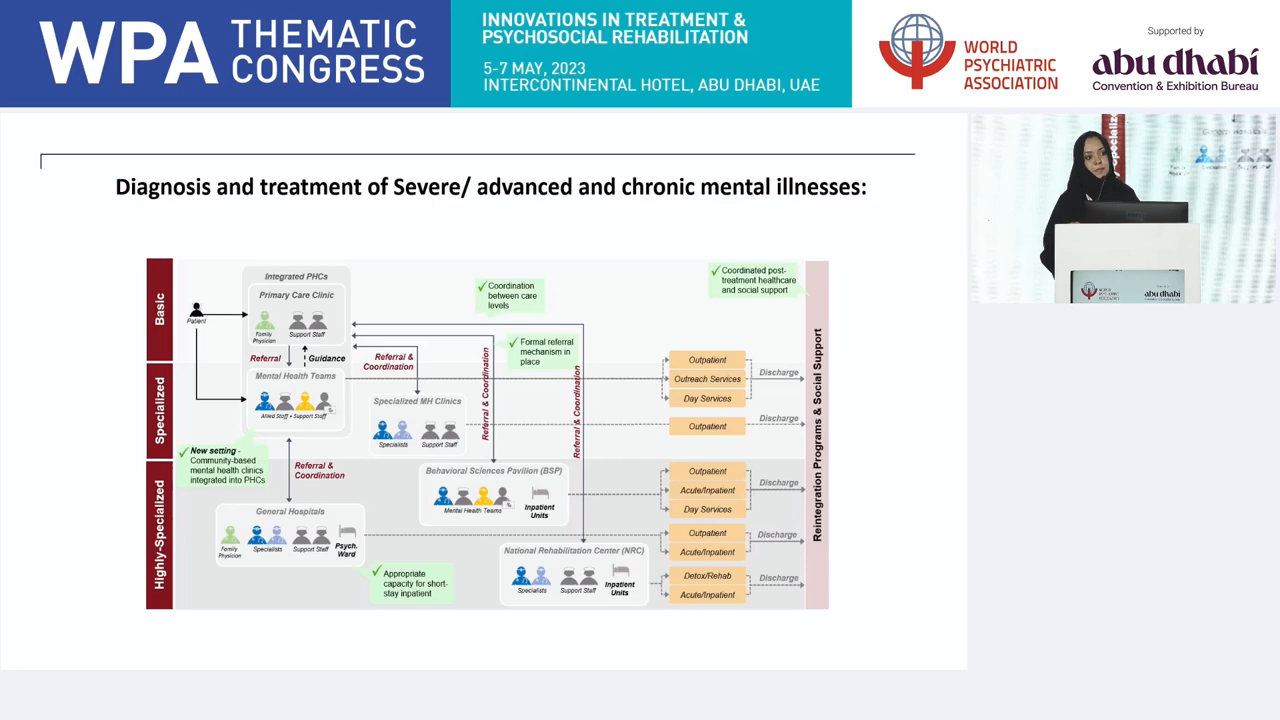 WPA THEMATIC
CONGRESS
INNOVATIONS IN TREATMENT &
PSYCHOSOCIAL REHABILITATION
5-7 MAY, 2023
INTERCONTINENTAL HOTEL, ABU DHABI, UAE
WORLD
PSYCHIATRIC
ASSOCIATION
Supported by
abu dhabi
Convention & Exhibition Bureau
Diagnosis and treatment of Severe/ advanced and chronic mental illnesses:
Basic
Specialized
Highly-Specialized
Patient
Integrated PHCs
Primary Care Clinic
Family
Physician
Support Staff
Referral
Guidance
Mental Health Teams
Allied Staff + Support Staff
New setting -
Community-based
mental health clinics
integrated into PHCs
Referral &
Coordination
General Hospitals
Family
Physician
Specialists
Support Staff
Psych.
Ward
Appropriate
capacity for short-
stay inpatient
Referral &
Coordination
Specialized MH Clinics
Specialists
Support Staff
Coordination
between care
levels
Formal referral
mechanism in
place
Referral & Coordination
Referral & Coordination
Behavioral Sciences Pavilion (BSP)
Mental Health Teams
Inpatient
Units
National Rehabilitation Center (NRC)
Specialists
Support Staff
Inpatient
Units
Coordinated post-
treatment healthcare
and social support
Outpatient
Outreach Services
Day Services
Discharge
Outpatient
Discharge
Outpatient
Acute/Inpatient
Day Services
Discharge
Outpatient
Acute/Inpatient
Discharge
Detox/Rehab
Acute/Inpatient
Discharge
Reintegration Programs & Social Support
abu dhabi